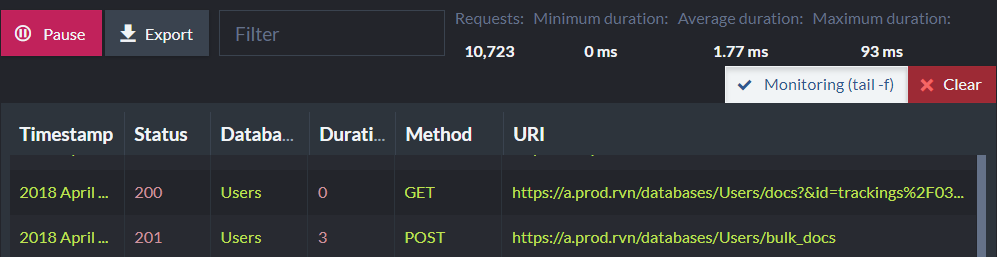 Pause Export Filter Requests: Minimum duration: Average duration: Maximum duration:
10,723 0 ms 1.77 ms 93 ms
Monitoring (tail -f) Clear
Timestamp Status Databa... Durati... Method URI
2018 April ... 200 Users 0 GET https://a.prod.rvn/databases/Users/docs?&id=trackings%2F03...
2018 April ... 201 Users 3 POST https://a.prod.rvn/databases/Users/bulk_docs